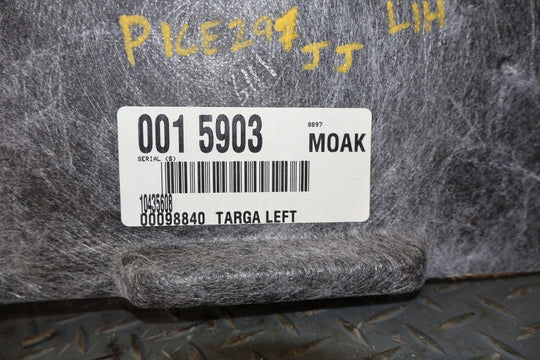 LIH
PICE297
JJ
001 5903
8897
MOAK
SERIAL (S)
10435608
00098840 TARGA LEFT